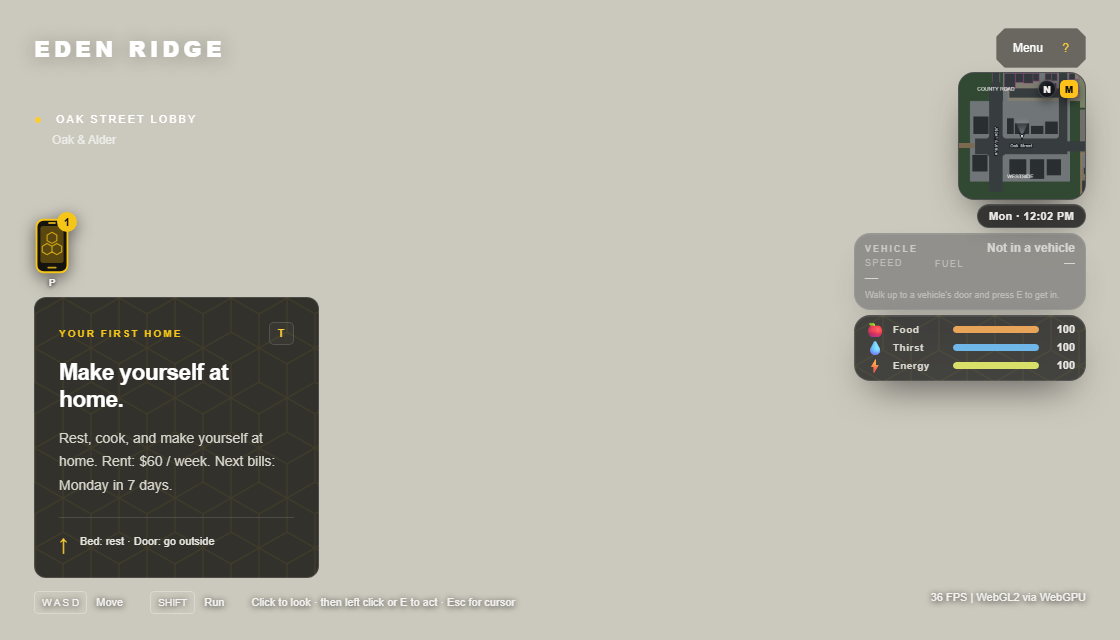 EDEN RIDGE
Menu ?
COUNTY ROAD
N M
Oak Street
WESTSIDE
OAK STREET LOBBY
Oak & Alder
Mon · 12:02 PM
VEHICLE Not in a vehicle
SPEED FUEL —
—
Walk up to a vehicle's door and press E to get in.
Food 100
Thirst 100
Energy 100
1
P
YOUR FIRST HOME T
Make yourself at
home.
Rest, cook, and make yourself at
home. Rent: $60 / week. Next bills:
Monday in 7 days.
↑ Bed: rest · Door: go outside
WASD Move SHIFT Run Click to look · then left click or E to act · Esc for cursor
36 FPS | WebGL2 via WebGPU